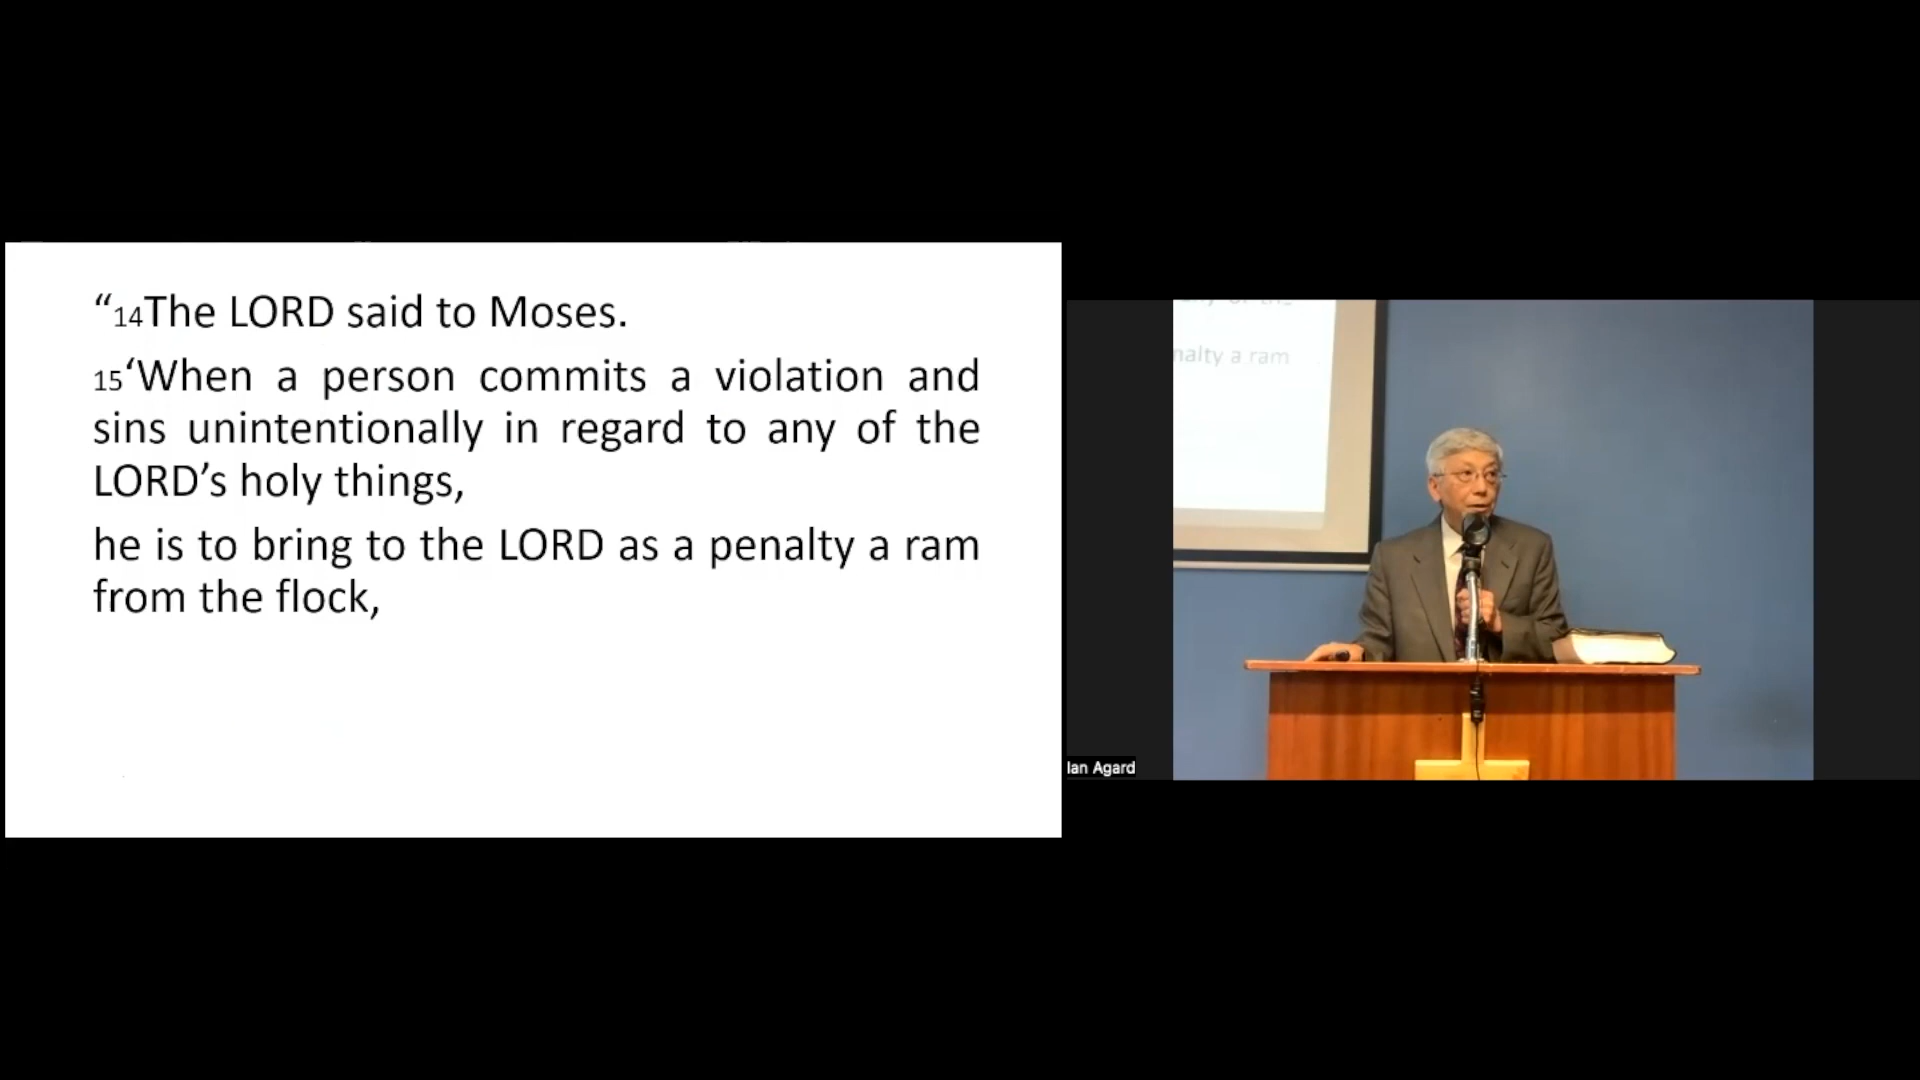 “14The LORD said to Moses.
15‘When a person commits a violation and
sins unintentionally in regard to any of the
LORD’s holy things,
he is to bring to the LORD as a penalty a ram
from the flock,
of the
nalty a ram
Ian Agard